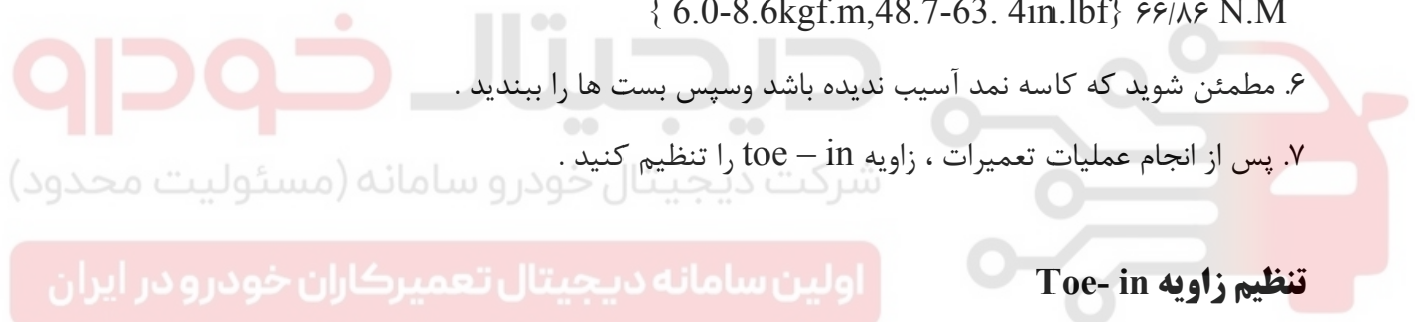 { 6.0-8.6kgf.m,48.7-63. 4in.lbf} ۶۶/۸۶ N.M
دیجیتال خودرو
۶. مطمئن شوید که کاسه نمد آسیب ندیده باشد وسپس بست ها را ببندید .
۷. پس از انجام عملیات تعمیرات ، زاویه toe – in را تنظیم کنید .
شرکت دیجیتال خودرو سامانه (مسئولیت محدود)
اولین سامانه دیجیتال تعمیرکاران خودرو در ایران
تنظیم زاویه Toe- in